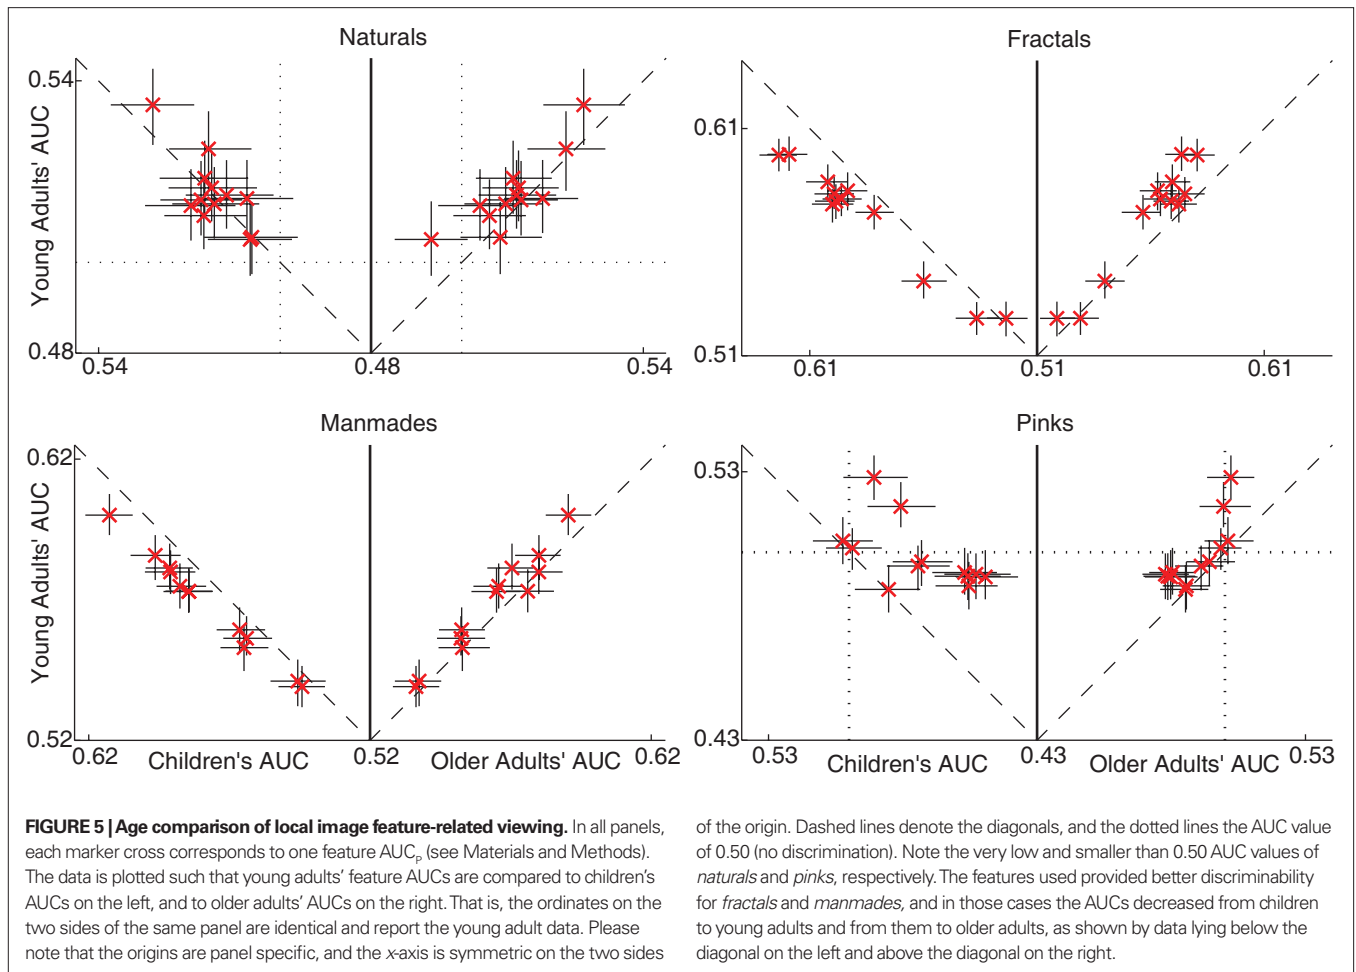 Naturals
0.54
Young Adults' AUC
0.48
0.54
0.48
0.54
Fractals
0.61
0.51
0.61
0.51
0.61
Manmades
0.62
Young Adults' AUC
0.52
0.62
Children's AUC
0.52
Older Adults' AUC
0.62
Pinks
0.53
0.43
0.53
Children's AUC
0.43
Older Adults' AUC
0.53
FIGURE 5 | Age comparison of local image feature-related viewing. In all panels,
each marker cross corresponds to one feature AUCP (see Materials and Methods).
The data is plotted such that young adults' feature AUCs are compared to children's
AUCs on the left, and to older adults' AUCs on the right. That is, the ordinates on the
two sides of the same panel are identical and report the young adult data. Please
note that the origins are panel specific, and the x-axis is symmetric on the two sides
of the origin. Dashed lines denote the diagonals, and the dotted lines the AUC value
of 0.50 (no discrimination). Note the very low and smaller than 0.50 AUC values of
naturals and pinks, respectively. The features used provided better discriminability
for fractals and manmades, and in those cases the AUCs decreased from children
to young adults and from them to older adults, as shown by data lying below the
diagonal on the left and above the diagonal on the right.